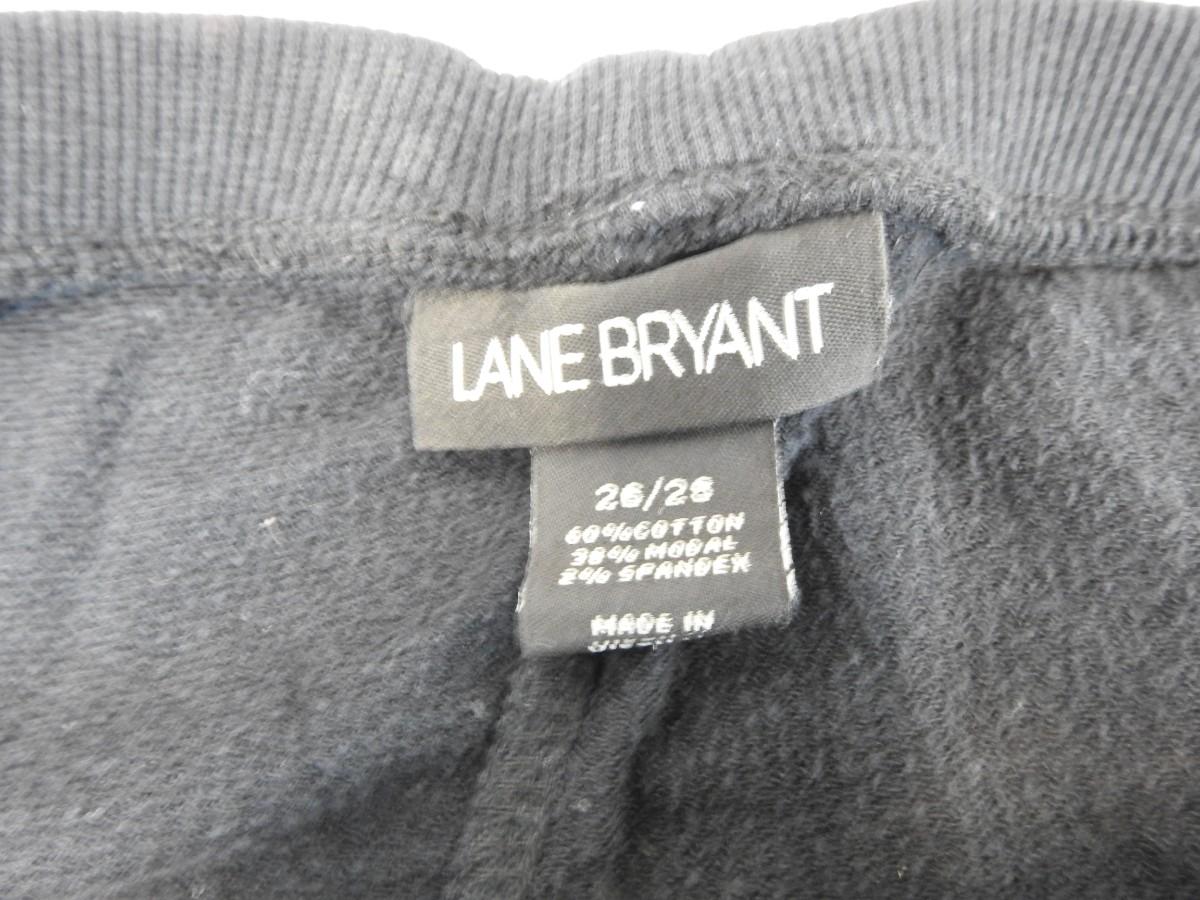 LANE BRYANT
26/28
60%COTTON
38% MODAL
2% SPANDEX
MADE IN